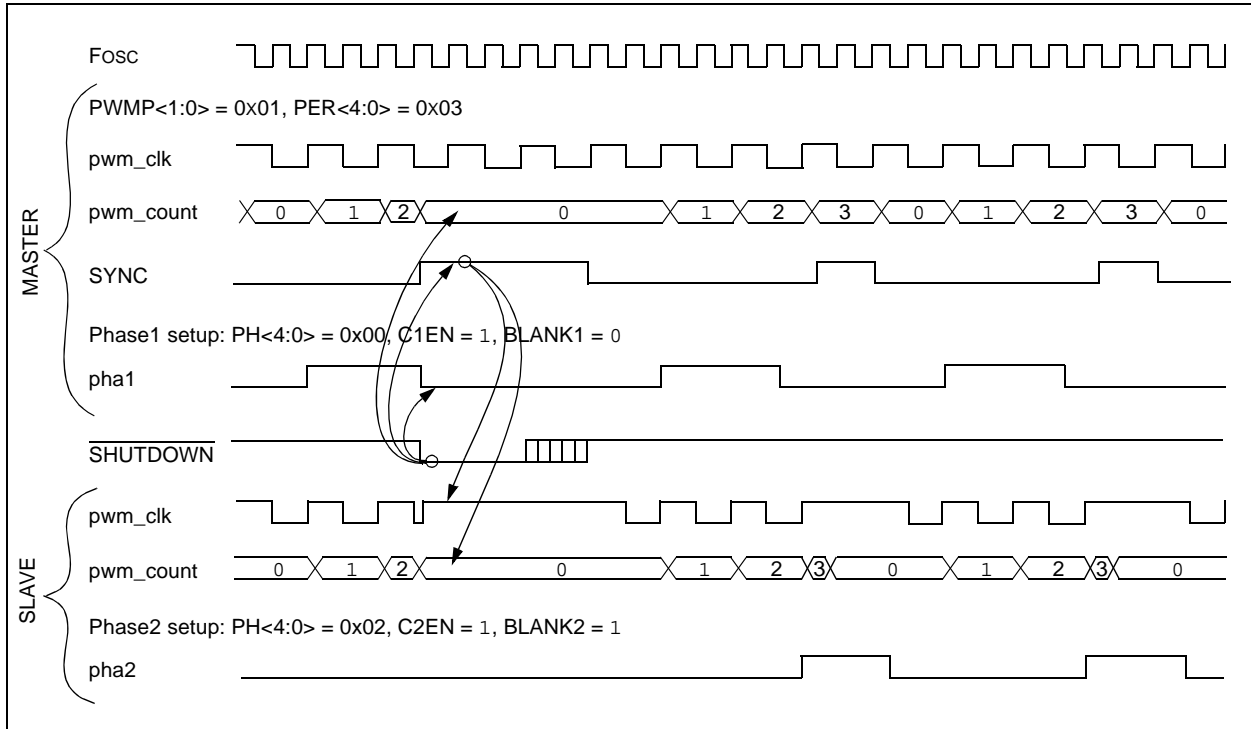 FOSC
PWMP<1:0> = 0x01, PER<4:0> = 0x03
pwm_clk
pwm_count 0 1 2 0 1 2 3 0 1 2 3 0
MASTER
SYNC
Phase1 setup: PH<4:0> = 0x00, C1EN = 1, BLANK1 = 0
pha1
SHUTDOWN
pwm_clk
SLAVE
pwm_count 0 1 2 0 1 2 3 0 1 2 3 0
Phase2 setup: PH<4:0> = 0x02, C2EN = 1, BLANK2 = 1
pha2